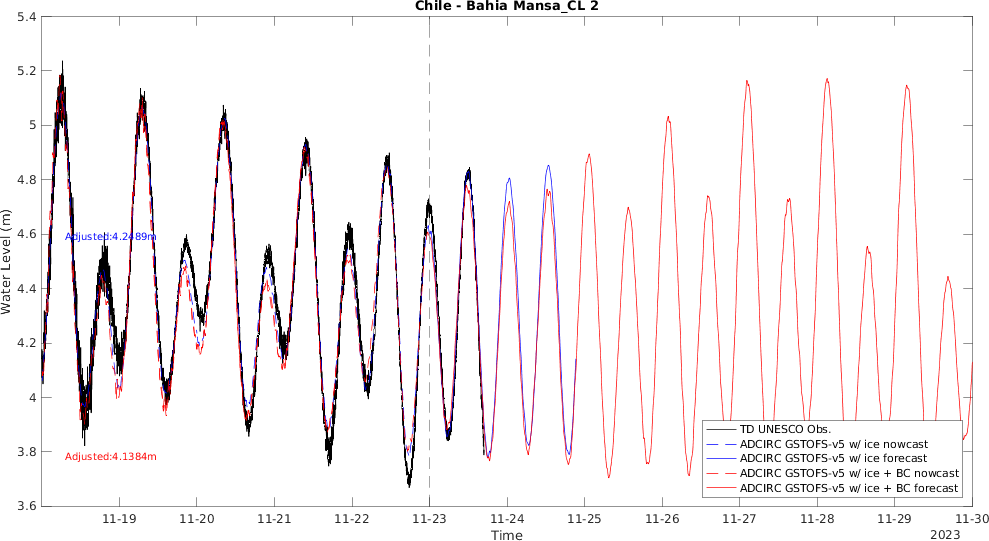 Chile - Bahia Mansa_CL 2
5.4
5.2
5
4.8
4.6
4.4
4.2
4
3.8
3.6
Water Level (m)
Adjusted:4.2489m
Adjusted:4.1384m
TD UNESCO Obs.
ADCIRC GSTOFS-v5 w/ ice nowcast
ADCIRC GSTOFS-v5 w/ ice forecast
ADCIRC GSTOFS-v5 w/ ice + BC nowcast
ADCIRC GSTOFS-v5 w/ ice + BC forecast
11-19 11-20 11-21 11-22 11-23 11-24 11-25 11-26 11-27 11-28 11-29 11-30
Time
2023